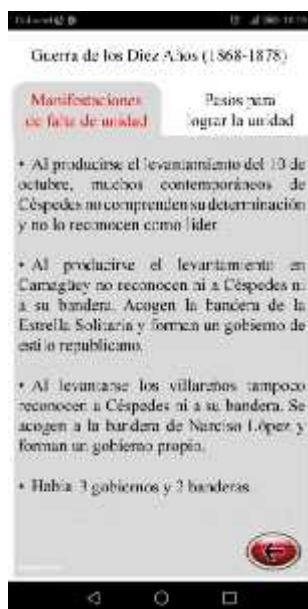 Guerra de los Diez Años (1868-1878)
Manifestaciones
de falta de unidad
Pasos para
lograr la unidad
• Al producirse el levantamiento del 10 de
octubre, muchos contemporáneos de
Céspedes no comprenden su determinación
y no lo reconocen como líder
• Al producirse el levantamiento en
Camagüey no reconocen ni a Céspedes ni
a su bandera. Acogen la bandera de la
Estrella Solitaria y forman un gobierno de
estilo republicano.
• Al levantarse los villareños tampoco
reconocen a Céspedes ni a su bandera. Se
acogen a la bandera de Narciso López y
forman un gobierno propio.
• Había 3 gobiernos y 2 banderas.